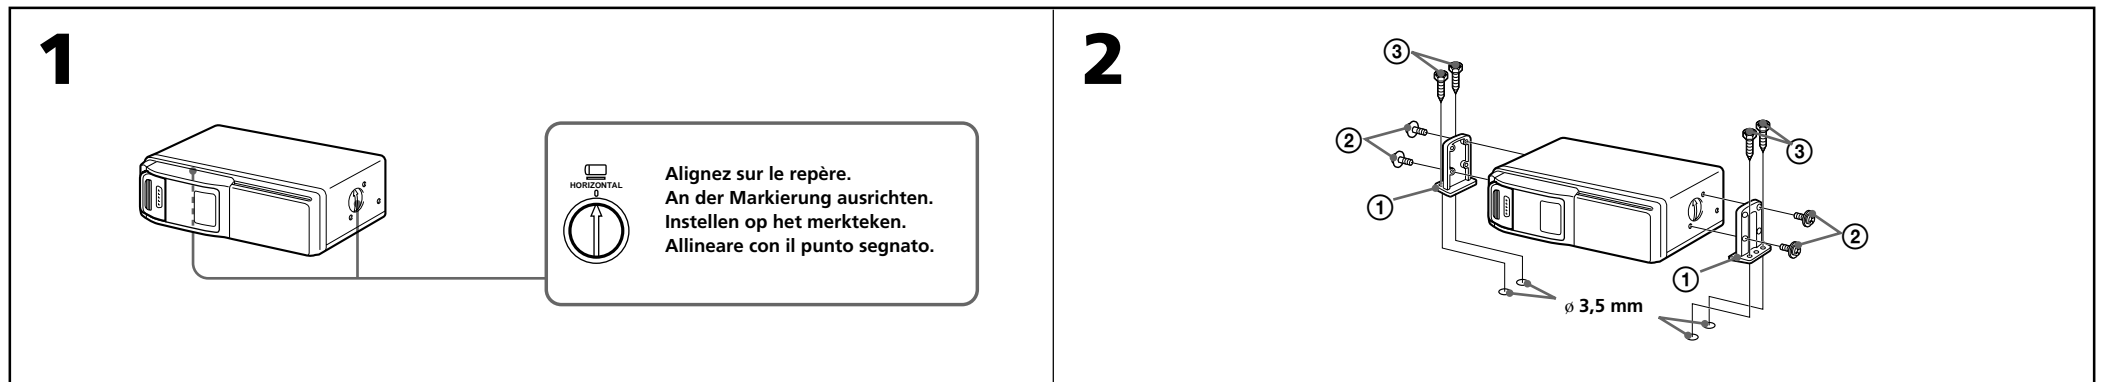 1
HORIZONTAL
0
Alignez sur le repère.
An der Markierung ausrichten.
Instellen op het merkteken.
Allineare con il punto segnato.
2
③
②
③
①
②
①
ø 3,5 mm